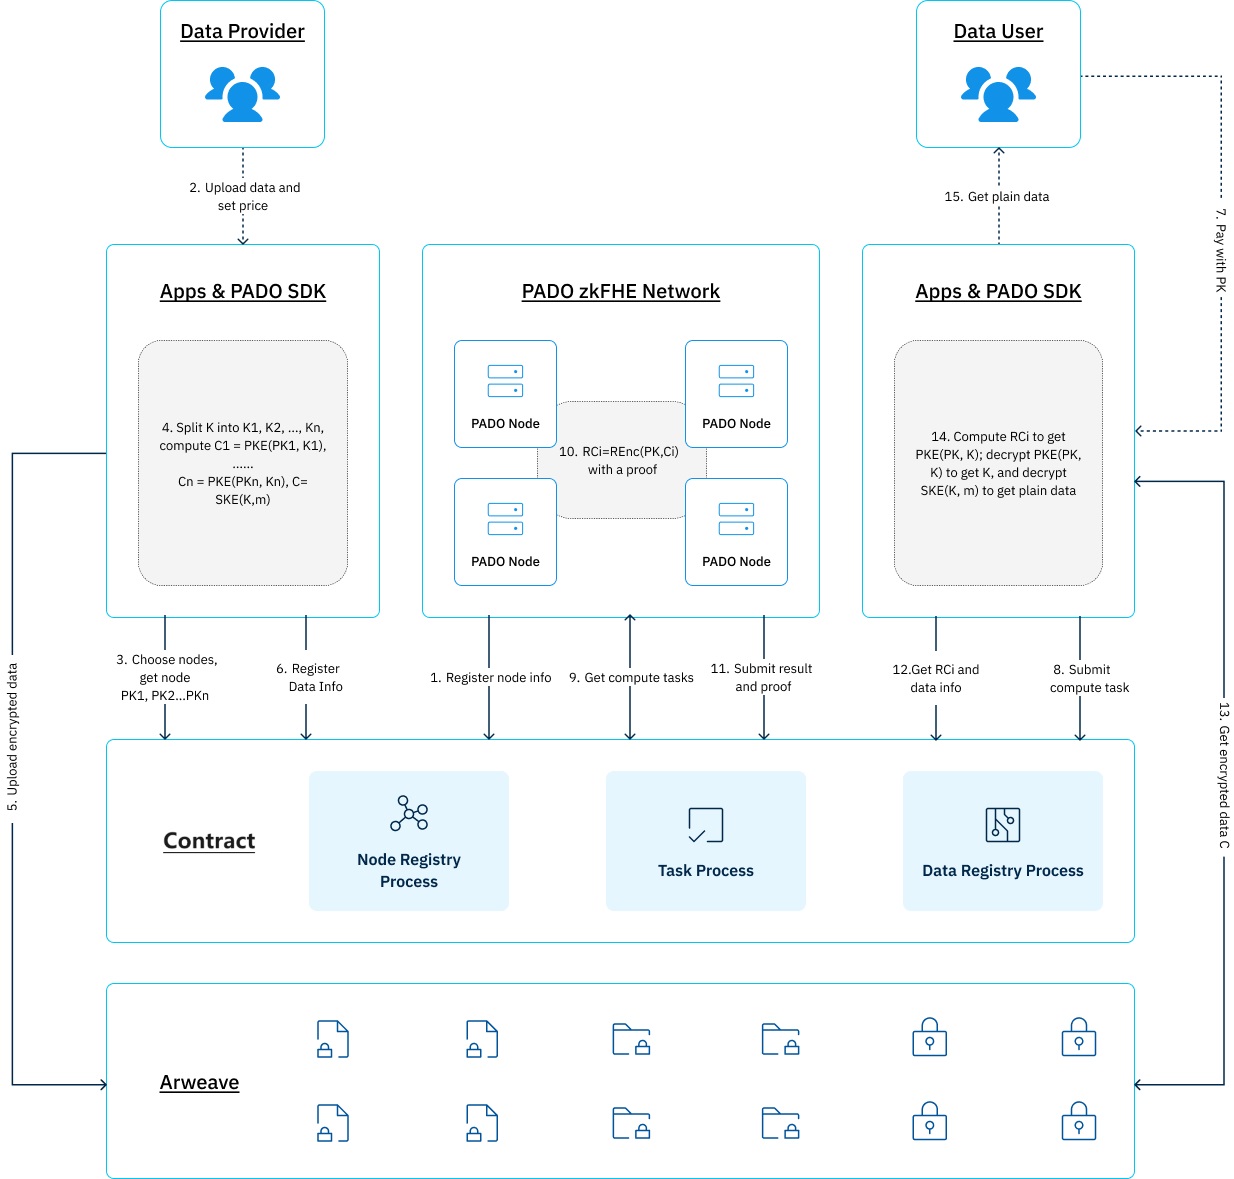 Data Provider
Data User
2. Upload data and
set price
15. Get plain data
7. Pay with PK
Apps & PADO SDK
4. Split K into K1, K2, ..., Kn,
compute C1 = PKE(PK1, K1),
......
Cn = PKE(PKn, Kn), C=
SKE(K,m)
PADO zkFHE Network
PADO Node
PADO Node
10. RCi=REnc(PK,Ci)
with a proof
PADO Node
PADO Node
Apps & PADO SDK
14. Compute RCi to get
PKE(PK, K); decrypt PKE(PK,
K) to get K, and decrypt
SKE(K, m) to get plain data
3. Choose nodes,
get node
PK1, PK2...PKn
6. Register
Data Info
1. Register node info
9. Get compute tasks
11. Submit result
and proof
12.Get RCi and
data info
8. Submit
compute task
5. Upload encrypted data
13. Get encrypted data C
Contract
Node Registry
Process
Task Process
Data Registry Process
Arweave